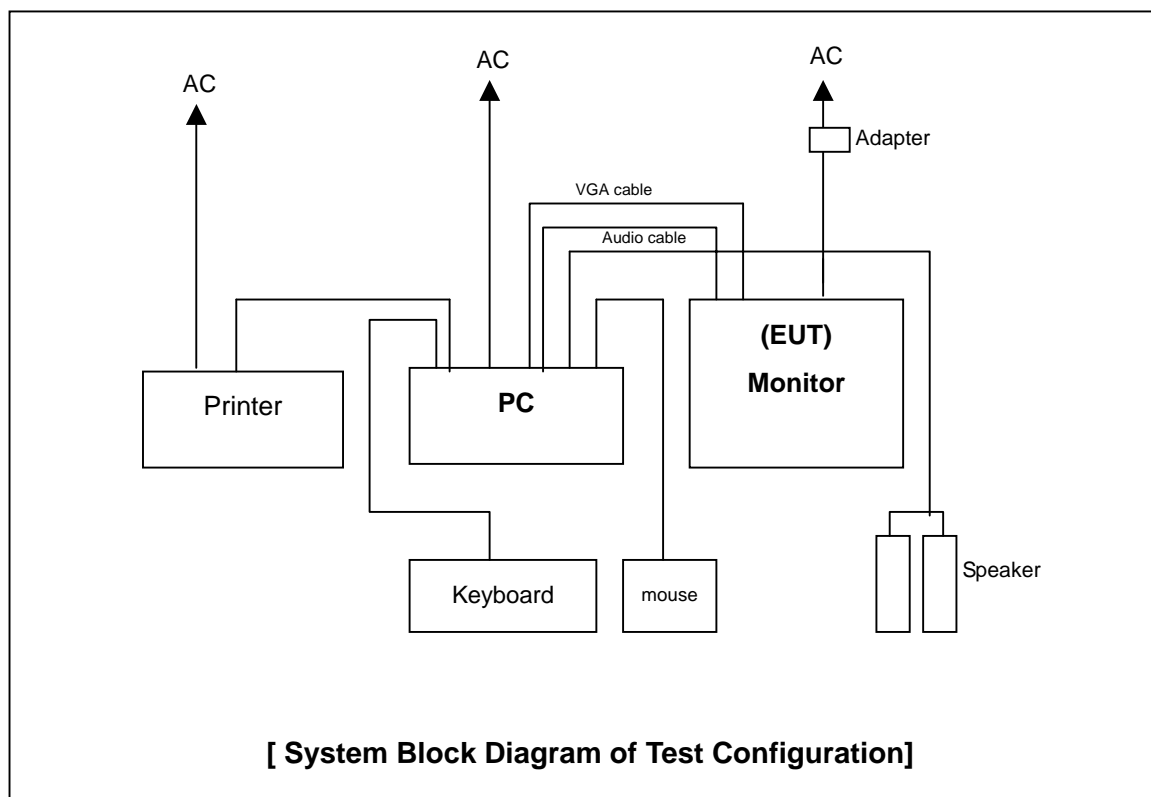 AC
AC
AC
Adapter
VGA cable
Audio cable
(EUT)
Monitor
Printer
PC
Keyboard
mouse
Speaker
[ System Block Diagram of Test Configuration]